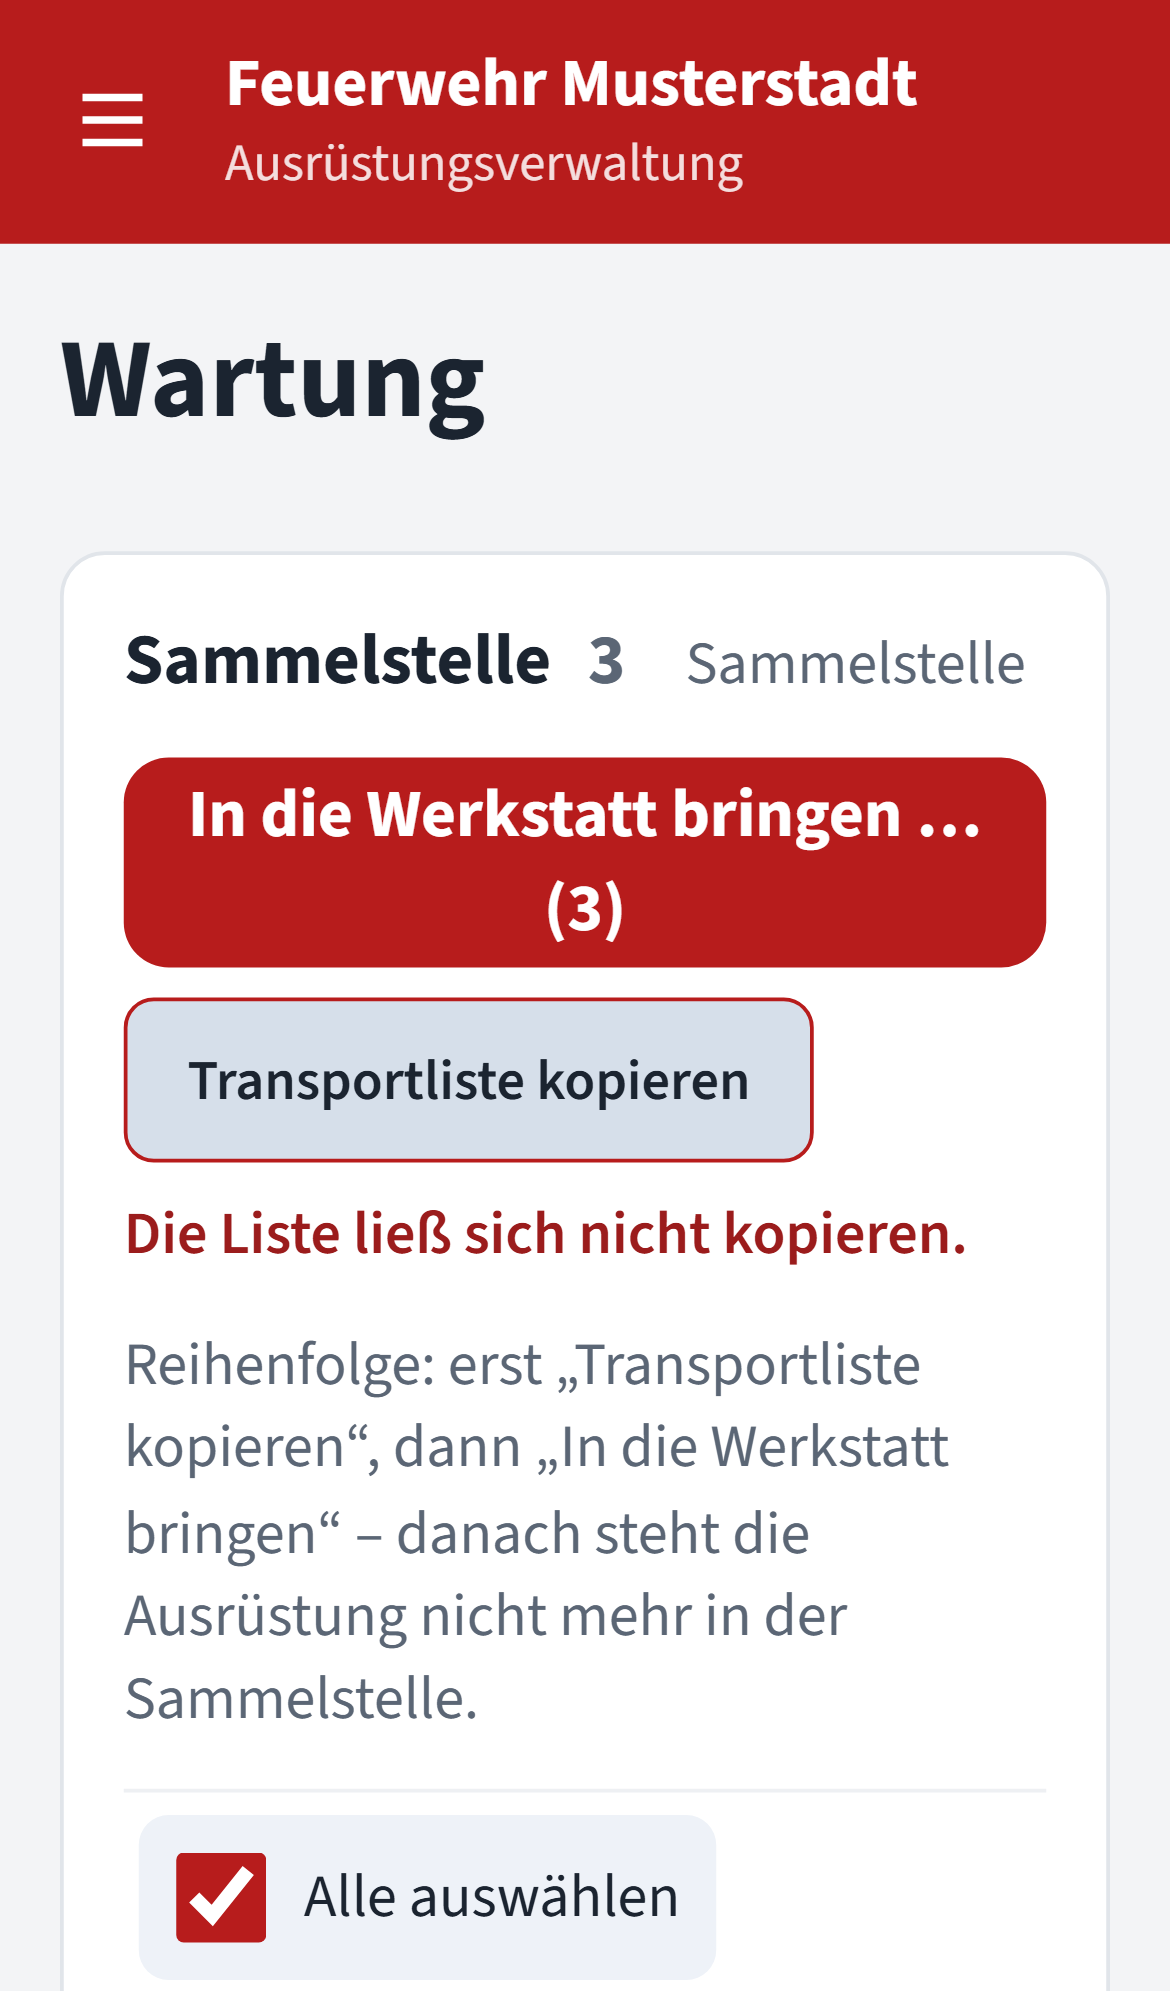 Feuerwehr Musterstadt
Ausrüstungsverwaltung
Wartung
Sammelstelle 3 Sammelstelle
In die Werkstatt bringen …
(3)
Transportliste kopieren
Die Liste ließ sich nicht kopieren.
Reihenfolge: erst „Transportliste
kopieren“, dann „In die Werkstatt
bringen“ – danach steht die
Ausrüstung nicht mehr in der
Sammelstelle.
Alle auswählen